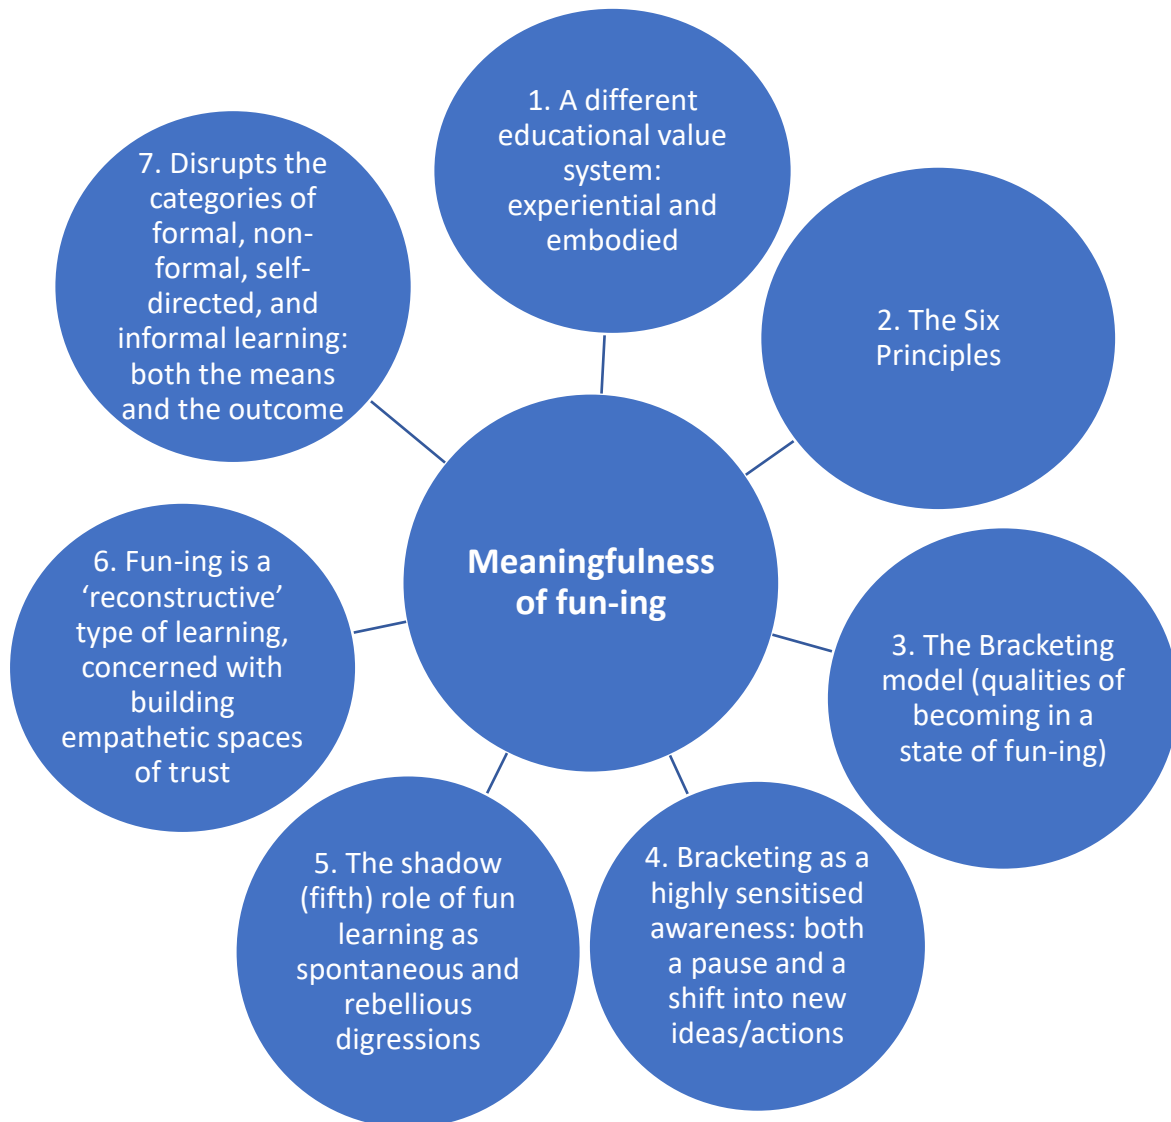 1. A different
educational value
system:
experiential and
embodied
2. The Six
Principles
3. The Bracketing
model (qualities of
becoming in a
state of fun-ing)
4. Bracketing as a
highly sensitised
awareness: both
a pause and a
shift into new
ideas/actions
5. The shadow
(fifth) role of fun
learning as
spontaneous and
rebellious
digressions
6. Fun-ing is a
‘reconstructive’
type of learning,
concerned with
building
empathetic spaces
of trust
7. Disrupts the
categories of
formal, non-
formal, self-
directed, and
informal learning:
both the means
and the outcome
Meaningfulness
of fun-ing